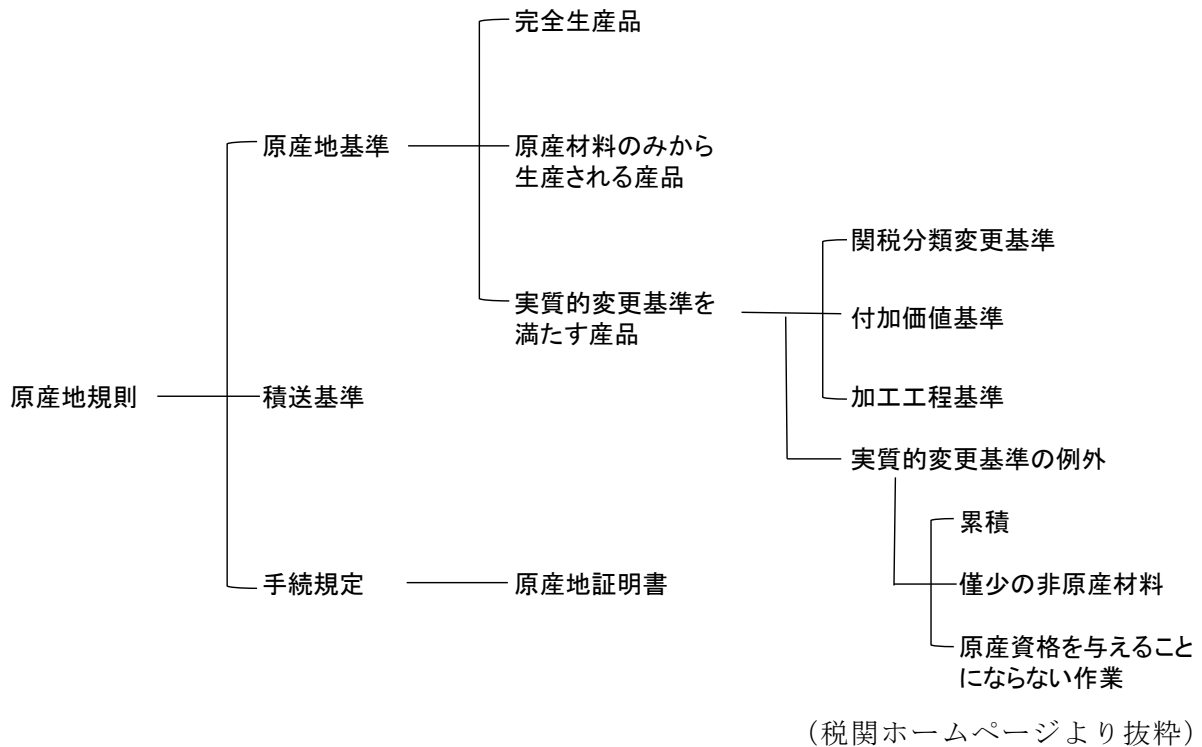 完全生産品
原産地基準
原産材料のみから
生産される産品
関税分類変更基準
実質的変更基準を
満たす産品
付加価値基準
原産地規則
積送基準
加工工程基準
実質的変更基準の例外
累積
手続規定
原産地証明書
僅少の非原産材料
原産資格を与えること
にならない作業
(税関ホームページより抜粋)